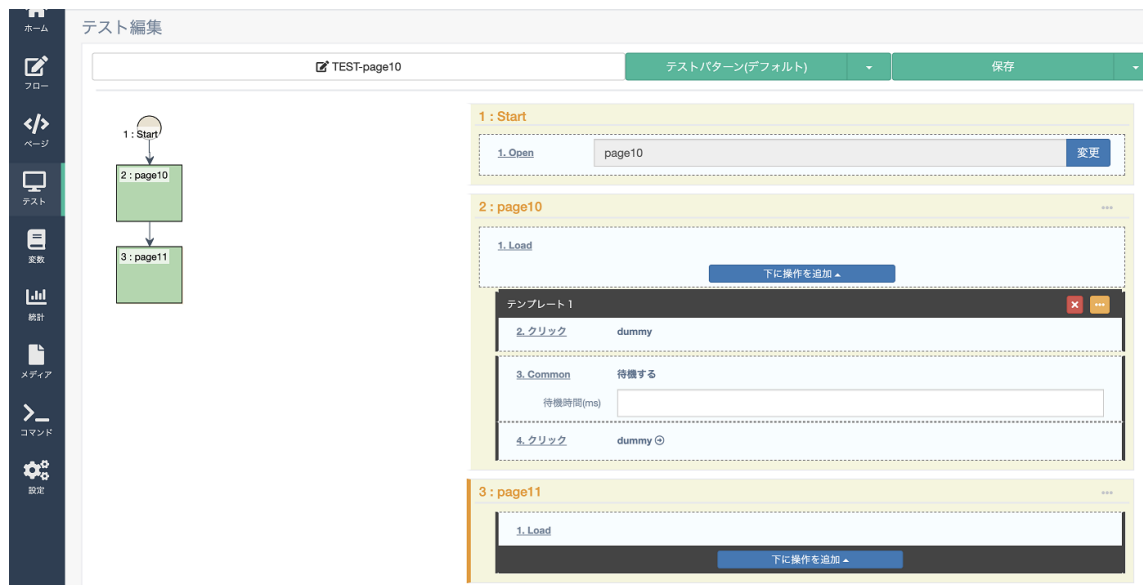 ホーム
フロー
ページ
テスト
変数
統計
メディア
コマンド
設定
テスト編集
TEST-page10
テストパターン(デフォルト)
保存
1 : Start
2 : page10
3 : page11
1 : Start
1. Open
page10
変更
2 : page10
1. Load
下に操作を追加
テンプレート 1
2. クリック
dummy
3. Common
待機する
待機時間(ms)
4. クリック
dummy
3 : page11
1. Load
下に操作を追加